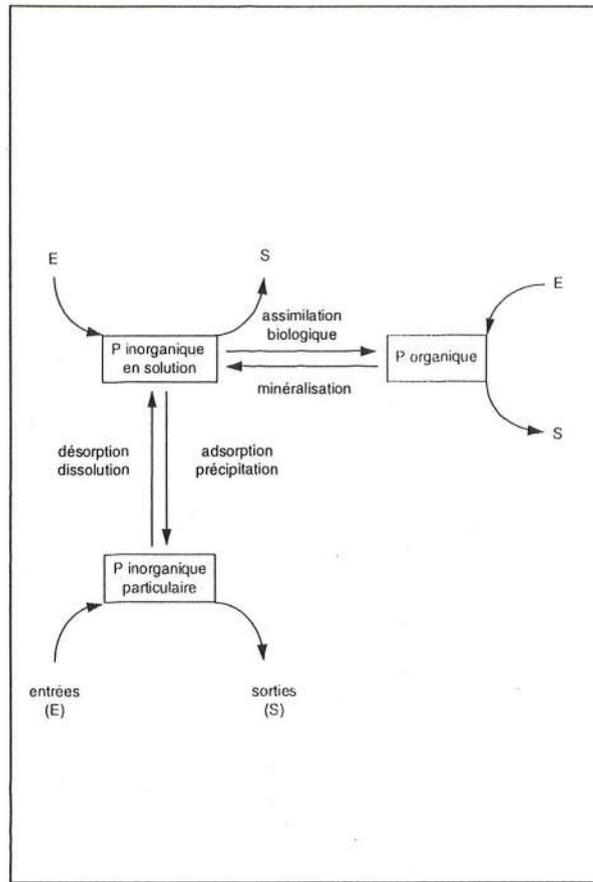 E
S
E
assimilation
biologique
P inorganique
en solution
P organique
minéralisation
S
désorption
dissolution
adsorption
précipitation
P inorganique
particulaire
entrées
(E)
sorties
(S)